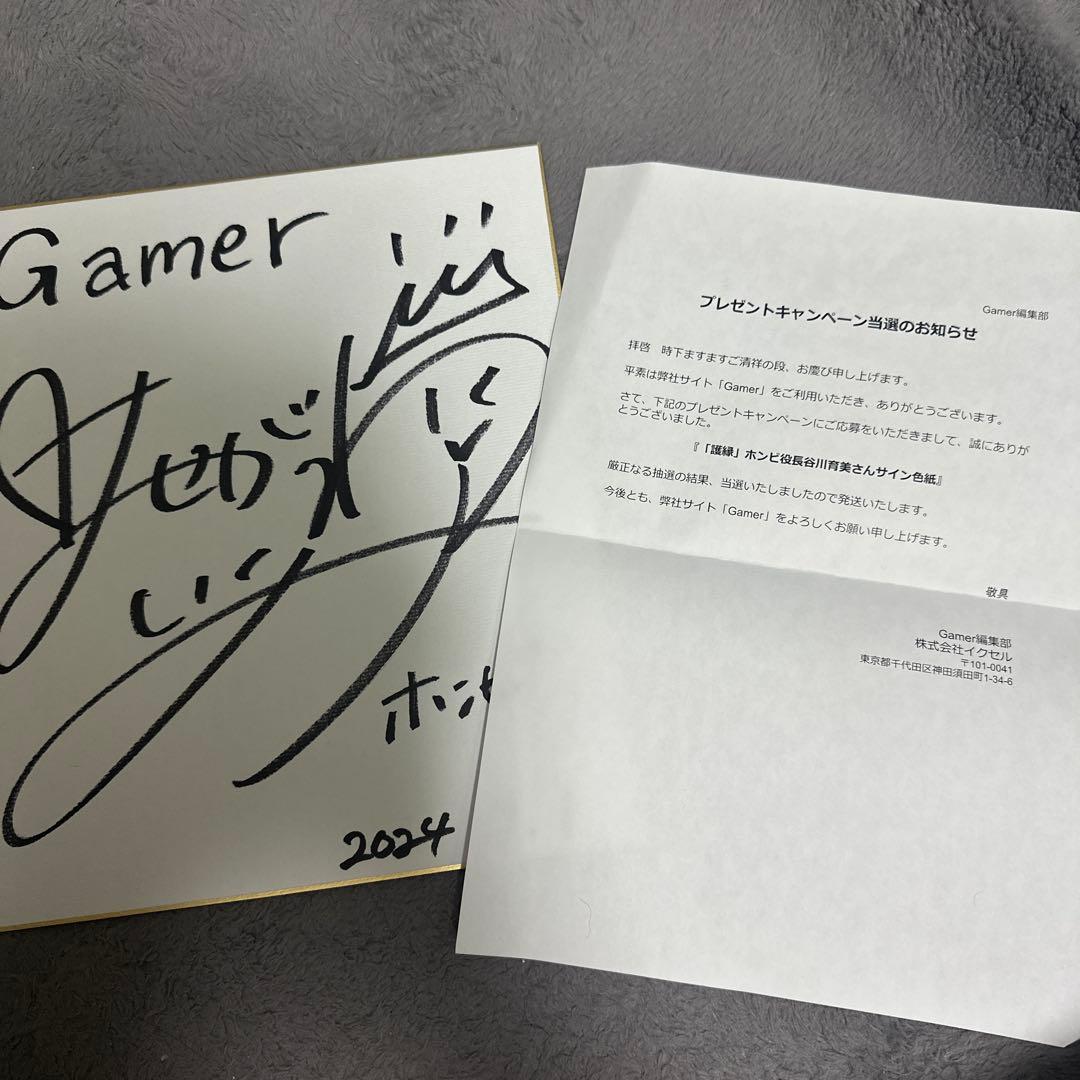 Gamer
はせがわ
い
ホンビ
2024
Gamer編集部
プレゼントキャンペーン当選のお知らせ
拝啓　時下ますますご清祥の段、お慶び申し上げます。
平素は弊社サイト「Gamer」をご利用いただき、ありがとうございます。
さて、下記のプレゼントキャンペーンにご応募をいただきまして、誠にありが
とうございました。
『「護縁」ホンビ役長谷川育美さんサイン色紙』
厳正なる抽選の結果、当選いたしましたので発送いたします。
今後とも、弊社サイト「Gamer」をよろしくお願い申し上げます。
敬具
Gamer編集部
株式会社イクセル
〒101-0041
東京都千代田区神田須田町1-34-6